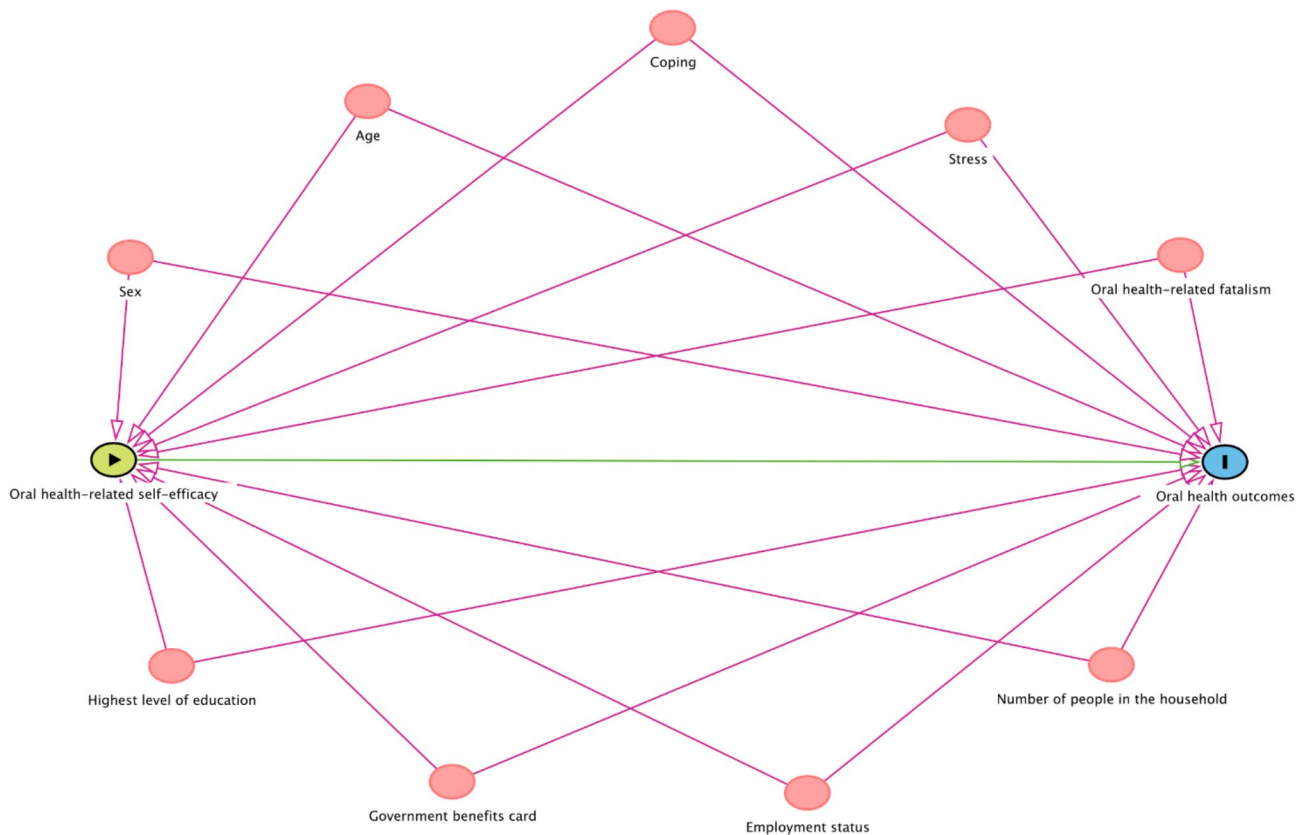 Coping
Age
Stress
Sex
Oral health-related fatalism
Oral health-related self-efficacy
Oral health outcomes
Highest level of education
Number of people in the household
Government benefits card
Employment status